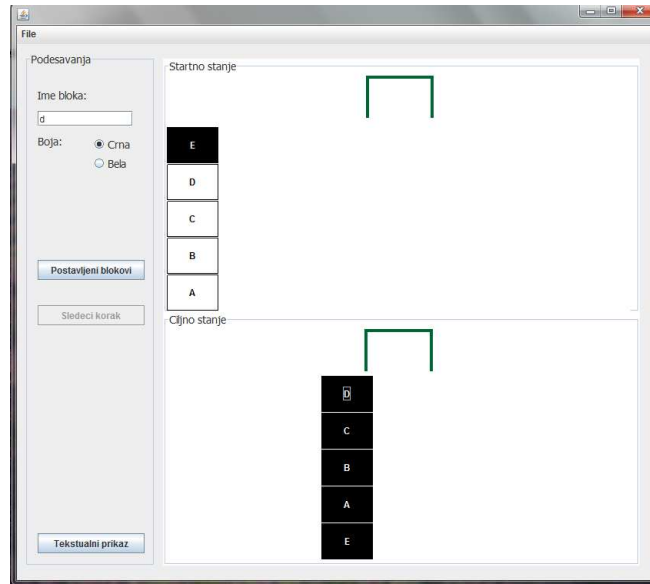 File
Podesavanja
Ime bloka:
d
Boja:
Crna
Bela
Postavljeni blokovi
Sledeci korak
Tekstualni prikaz
Startno stanje
E
D
C
B
A
Ciljno stanje
D
C
B
A
E